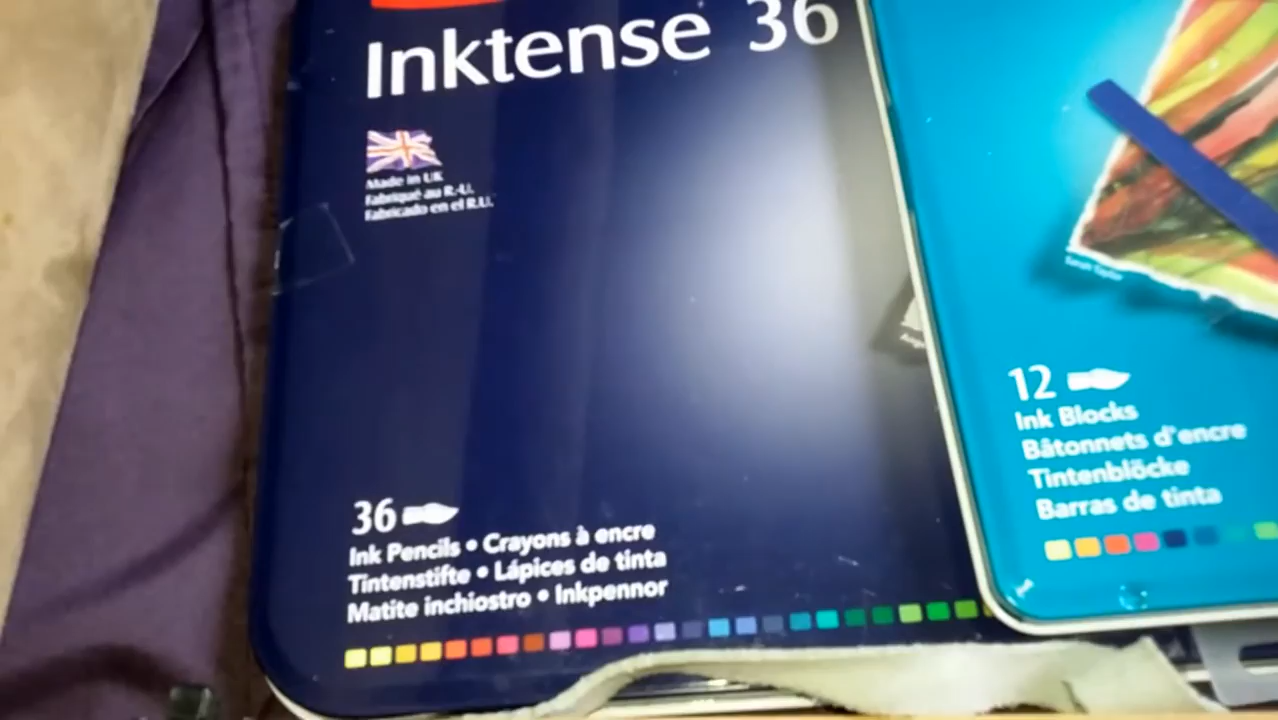 Inktense 36
Made in UK
Fabriqué au R.-U.
Fabricado en el R.U.
36
Ink Pencils • Crayons à encre
Tintenstifte • Lápices de tinta
Matite inchiostro • Inkpennor
12
Ink Blocks
Bâtonnets d'encre
Tintenblöcke
Barras de tinta